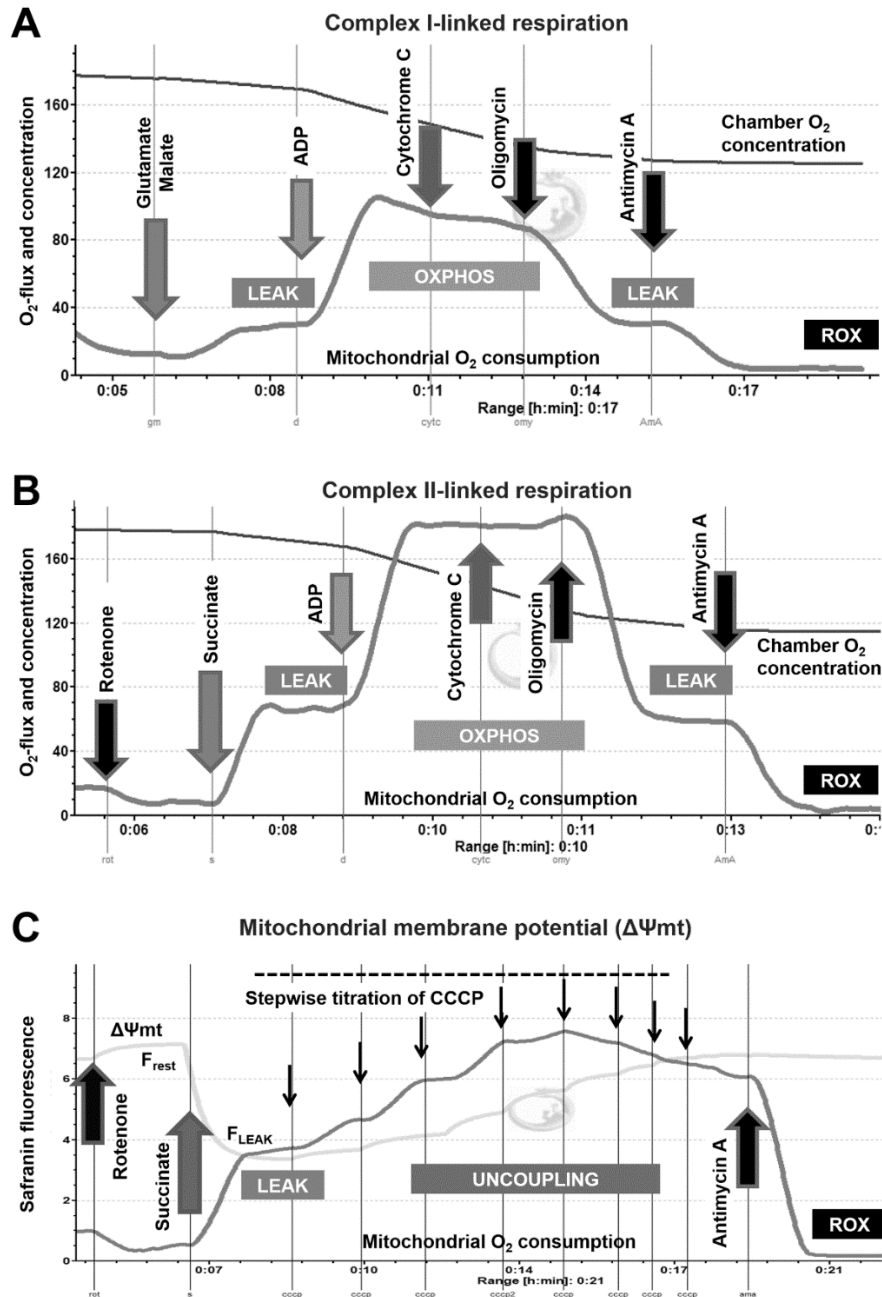 A
Complex I-linked respiration
O2-flux and concentration
160
120
80
40
0
Glutamate
Malate
ADP
Cytochrome C
Oligomycin
Antimycin A
Chamber O2
concentration
LEAK
OXPHOS
LEAK
ROX
Mitochondrial O2 consumption
0:05
0:08
0:11
0:14
0:17
Range [h:min]: 0:17
gm
d
cytc
omy
AmA
B
Complex II-linked respiration
O2-flux and concentration
160
120
80
40
0
Rotenone
Succinate
ADP
Cytochrome C
Oligomycin
Antimycin A
Chamber O2
concentration
LEAK
OXPHOS
LEAK
ROX
Mitochondrial O2 consumption
0:06
0:08
0:10
0:11
0:13
Range [h:min]: 0:10
rot
s
d
cytc
omy
AmA
C
Mitochondrial membrane potential (ΔΨmt)
Safranin fluorescence
8
6
4
2
0
Stepwise titration of CCCP
ΔΨmt
Frest
Rotenone
Succinate
FLEAK
LEAK
UNCOUPLING
Antimycin A
ROX
Mitochondrial O2 consumption
0:07
0:10
0:14
0:17
0:21
Range [h:min]: 0:21
rot
s
cccp
cccp
cccp
cccp2
cccp
cccp
cccp
cccp
ama